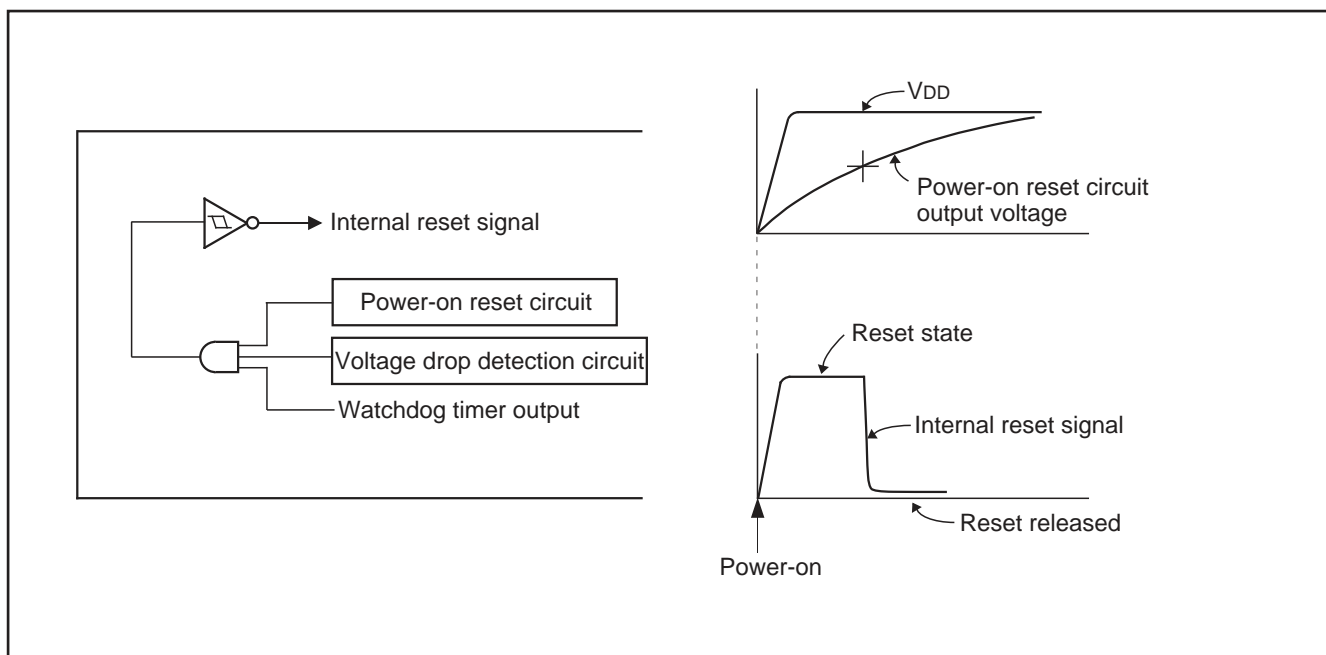 Internal reset signal
Power-on reset circuit
Voltage drop detection circuit
Watchdog timer output
VDD
Power-on reset circuit
output voltage
Reset state
Internal reset signal
Reset released
Power-on